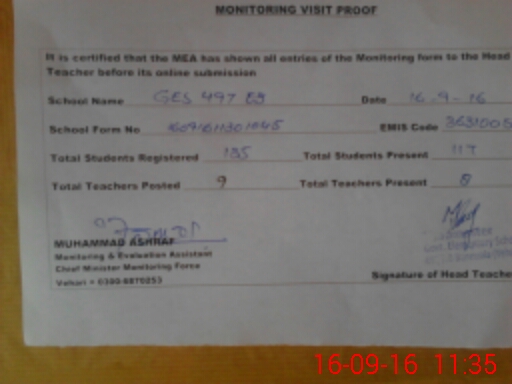 MONITORING VISIT PROOF
It is certified that the MEA has shown all entries of the Monitoring form to the Head
Teacher before its online submission
School Name GES 497 EB Date 16-9-16
School Form No EMIS Code
Total Students Registered 135 Total Students Present 117
Total Teachers Posted 9 Total Teachers Present 8
MUHAMMAD ASHRAF
Monitoring & Evaluation Assistant
Chief Minister Monitoring Force
Vehari
Signature of Head Teache
16-09-16 11:35